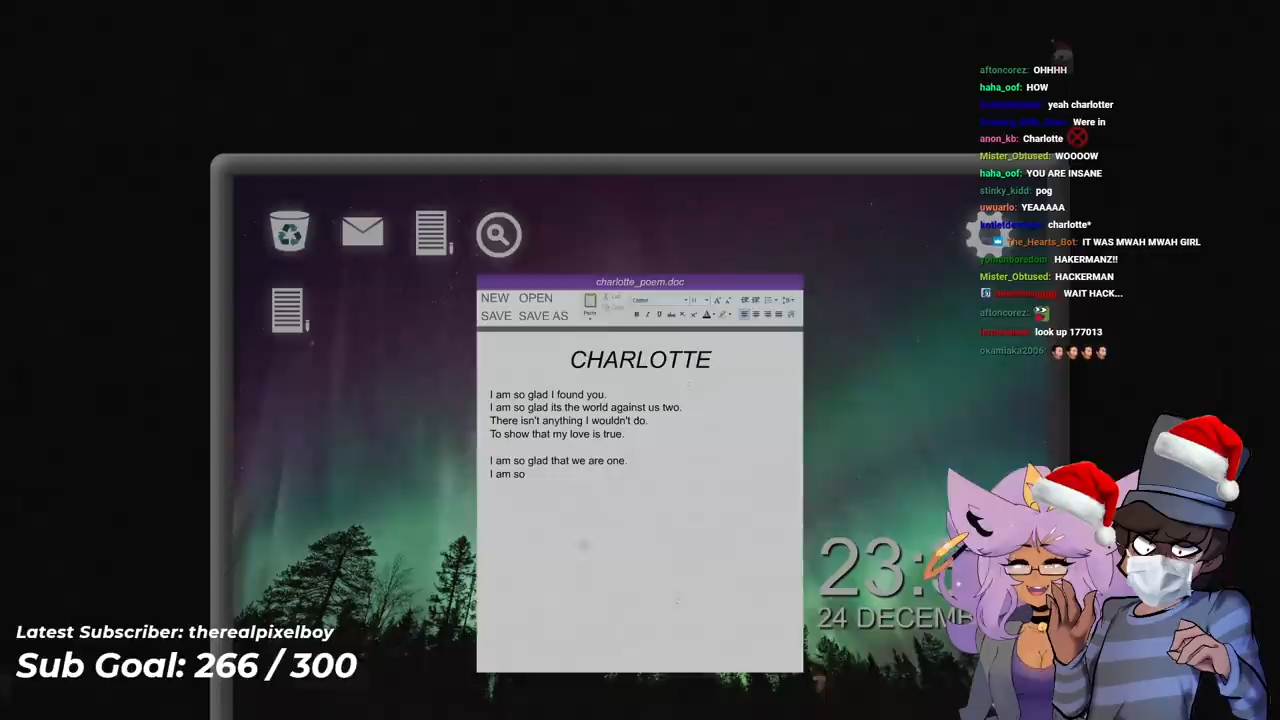 aftoncorez: OHHHH
haha_oof: HOW
yeah charlotter
Were in
anon_kb: Charlotte
Mister_Obtused: WOOOOW
haha_oof: YOU ARE INSANE
stinky_kidd: pog
uwuarlo: YEAAAAA
charlotte*
The_Hearts_Bot: IT WAS MWAH MWAH GIRL
HAKERMANZ!!
Mister_Obtused: HACKERMAN
WAIT HACK...
aftoncorez:
look up 177013
okamiaka2006:
charlotte_poem.doc
NEW OPEN
SAVE SAVE AS
Paste
CHARLOTTE
I am so glad I found you.
I am so glad its the world against us two.
There isn't anything I wouldn't do.
To show that my love is true.
I am so glad that we are one.
I am so
23:
24 DECEMB
Latest Subscriber: therealpixelboy
Sub Goal: 266 / 300